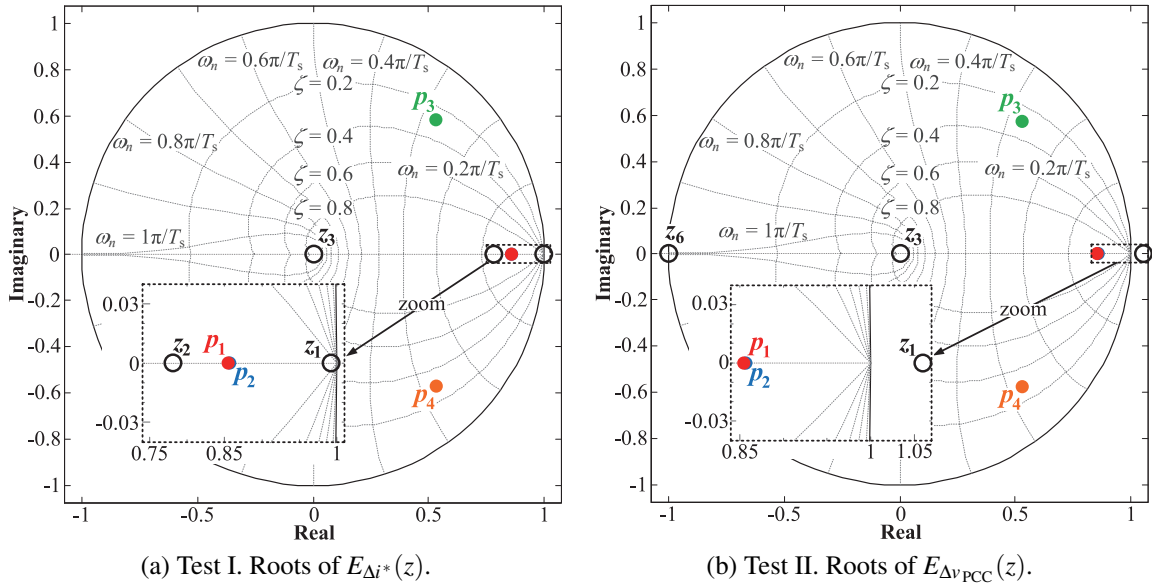 1
0.8
0.6
0.4
0.2
0
-0.2
-0.4
-0.6
-0.8
-1
Imaginary
ωn = 0.6π/Ts
ωn = 0.4π/Ts
ζ = 0.2
p3
ωn = 0.8π/Ts
ζ = 0.4
ωn = 0.2π/Ts
ζ = 0.6
ζ = 0.8
ωn = 1π/Ts
z3
zoom
0.03
0
-0.03
z2
p1
p2
z1
0.75
0.85
1
p4
-1
-0.5
0
0.5
1
Real
(a) Test I. Roots of EΔi*(z).
1
0.8
0.6
0.4
0.2
0
-0.2
-0.4
-0.6
-0.8
-1
Imaginary
ωn = 0.6π/Ts
ωn = 0.4π/Ts
ζ = 0.2
p3
ωn = 0.8π/Ts
ζ = 0.4
ωn = 0.2π/Ts
ζ = 0.6
ζ = 0.8
z6
ωn = 1π/Ts
z3
zoom
0.03
0
-0.03
p1
p2
z1
0.85
1
1.05
p4
-1
-0.5
0
0.5
1
Real
(b) Test II. Roots of EΔvPCC(z).